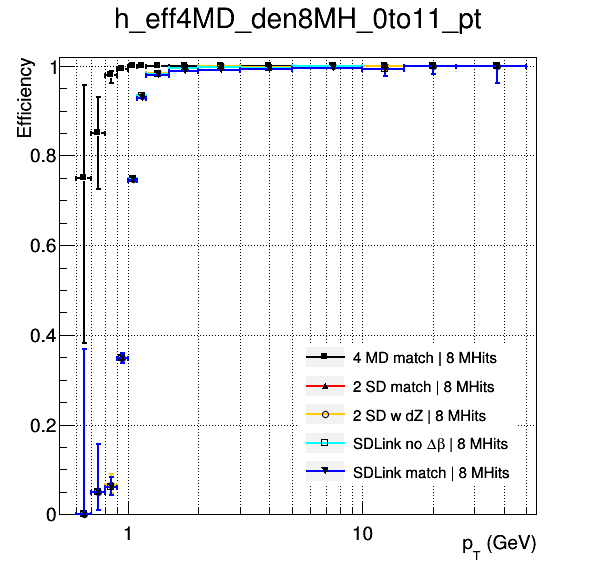 h_eff4MD_den8MH_0to11_pt
Efficiency
1
0.8
0.6
0.4
0.2
0
4 MD match | 8 MHits
2 SD match | 8 MHits
2 SD w dZ | 8 MHits
SDLink no Δβ | 8 MHits
SDLink match | 8 MHits
1
10
p_T (GeV)